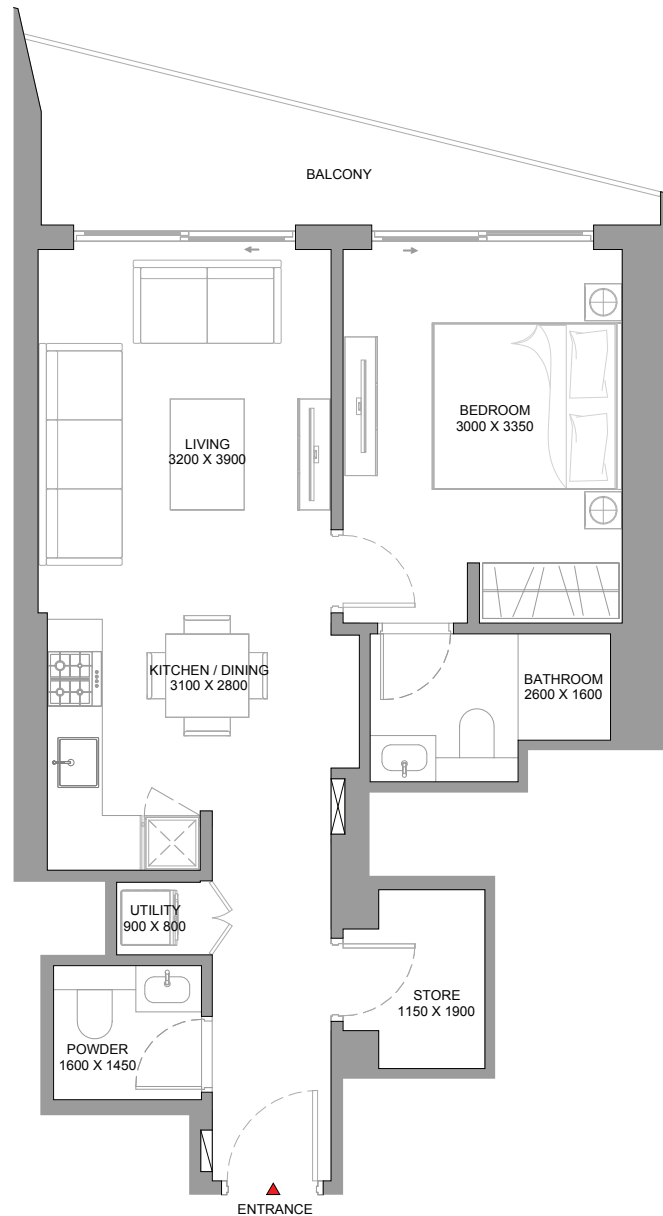 BALCONY
LIVING
3200 X 3900
BEDROOM
3000 X 3350
KITCHEN / DINING
3100 X 2800
BATHROOM
2600 X 1600
UTILITY
900 X 800
STORE
1150 X 1900
POWDER
1600 X 1450
ENTRANCE